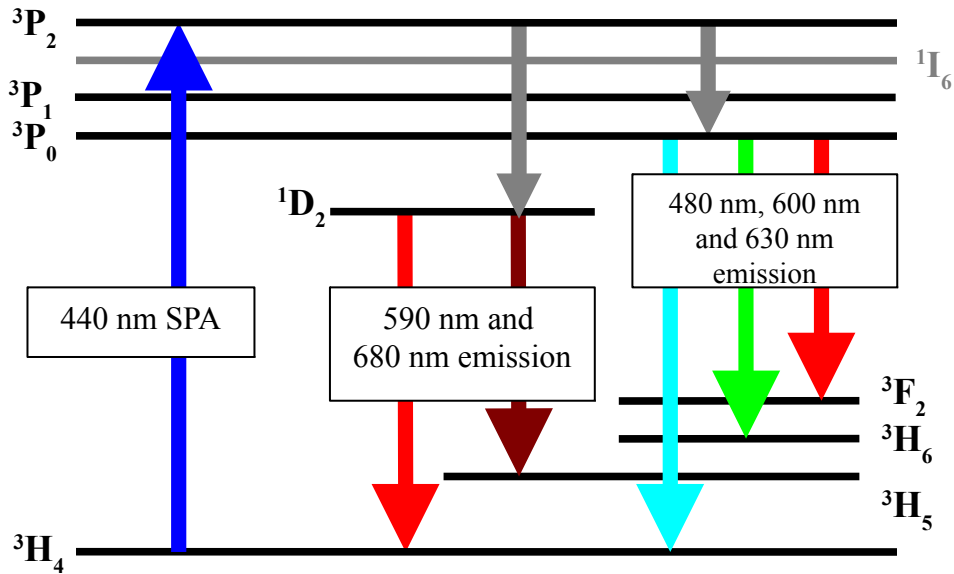 ³P₂
¹I₆
³P₁
³P₀
¹D₂
480 nm, 600 nm
and 630 nm
emission
440 nm SPA
590 nm and
680 nm emission
³F₂
³H₆
³H₅
³H₄